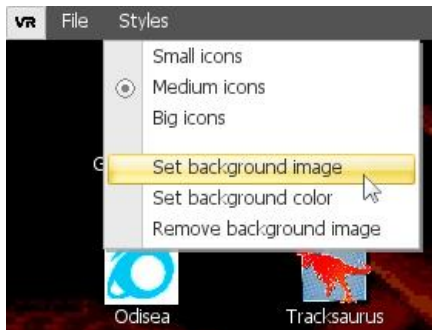 VR File Styles
Small icons
Medium icons
Big icons
Set background image
Set background color
Remove background image
Odisea Tracksaurus